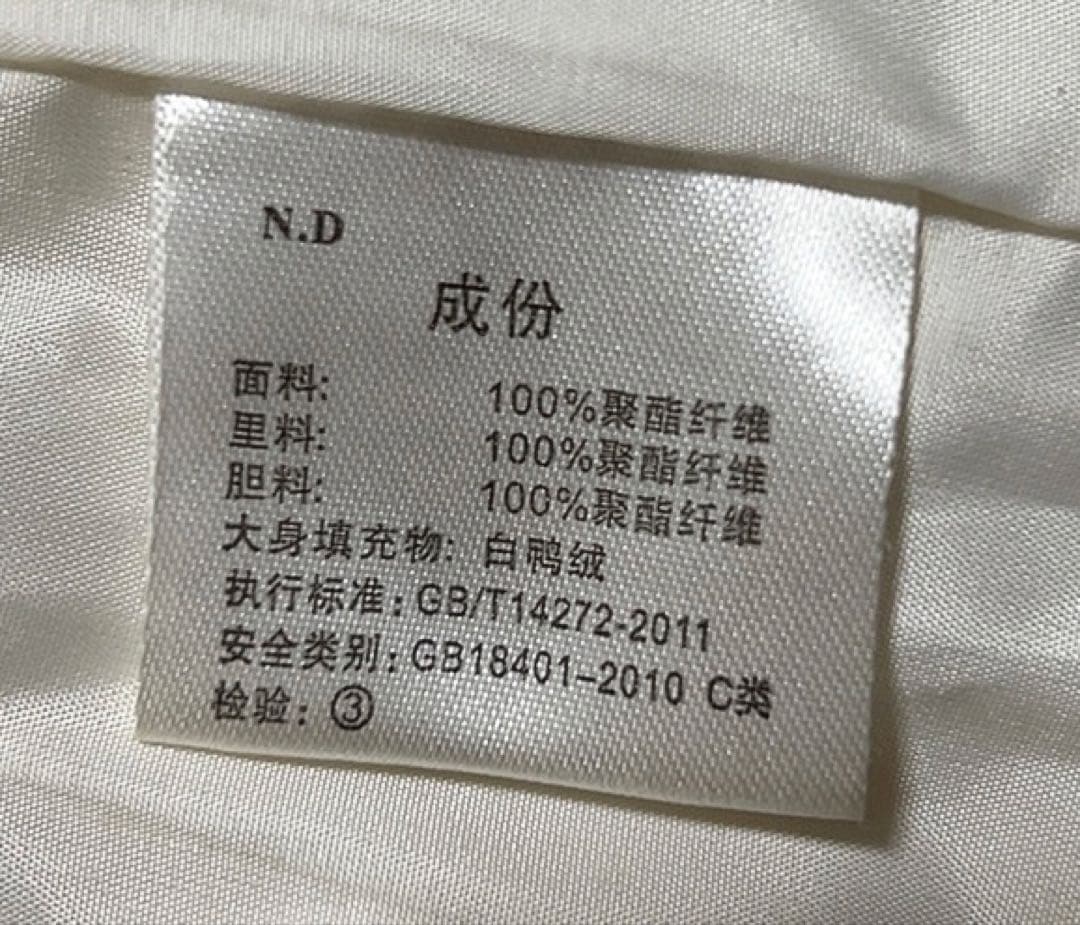 N.D
成份
面料: 100%聚酯纤维
里料: 100%聚酯纤维
胆料: 100%聚酯纤维
大身填充物: 白鸭绒
执行标准: GB/T14272-2011
安全类别: GB18401-2010 C类
检验: ③